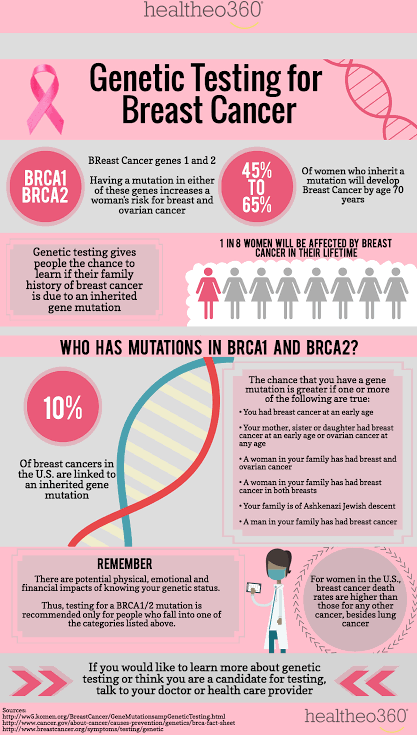 healtheo360°
Genetic Testing for
Breast Cancer
BRCA1
BRCA2
BReast Cancer genes 1 and 2
Having a mutation in either
of these genes increases a
woman's risk for breast and
ovarian cancer
45%
TO
65%
Of women who inherit a
mutation will develop
Breast Cancer by age 70
years
Genetic testing gives
people the chance to
learn if their family
history of breast cancer
is due to an inherited
gene mutation
1 IN 8 WOMEN WILL BE AFFECTED BY BREAST
CANCER IN THEIR LIFETIME
WHO HAS MUTATIONS IN BRCA1 AND BRCA2?
10%
Of breast cancers in
the U.S. are linked to
an inherited gene
mutation
The chance that you have a gene
mutation is greater if one or more
of the following are true:
• You had breast cancer at early age
• Your mother, sister or daughter had breast
cancer at an early age or ovarian cancer at
any age
• A woman in your family has had breast and
ovarian cancer
• A woman in your family has had breast
cancer in both breasts
• Your family is of Ashkenazi Jewish descent
• A man in your family has had breast cancer
REMEMBER
There are potential physical, emotional and
financial impacts of knowing your genetic status.
Thus, testing for a BRCA1/2 mutation is
recommended only for people who fall into one of
the categories listed above.
For women in the U.S.,
breast cancer death
rates are higher than
those for any other
cancer, besides lung
cancer
If you would like to learn more about genetic
testing or think you are a candidate for testing,
talk to your doctor or health care provider
Sources:
http://ww5.komen.org/BreastCancer/GeneMutationsampGeneticTesting.html
http://www.cancer.gov/about-cancer/causes-prevention/genetics/brca-fact-sheet
http://www.breastcancer.org/symptoms/testing/genetic
healtheo360°